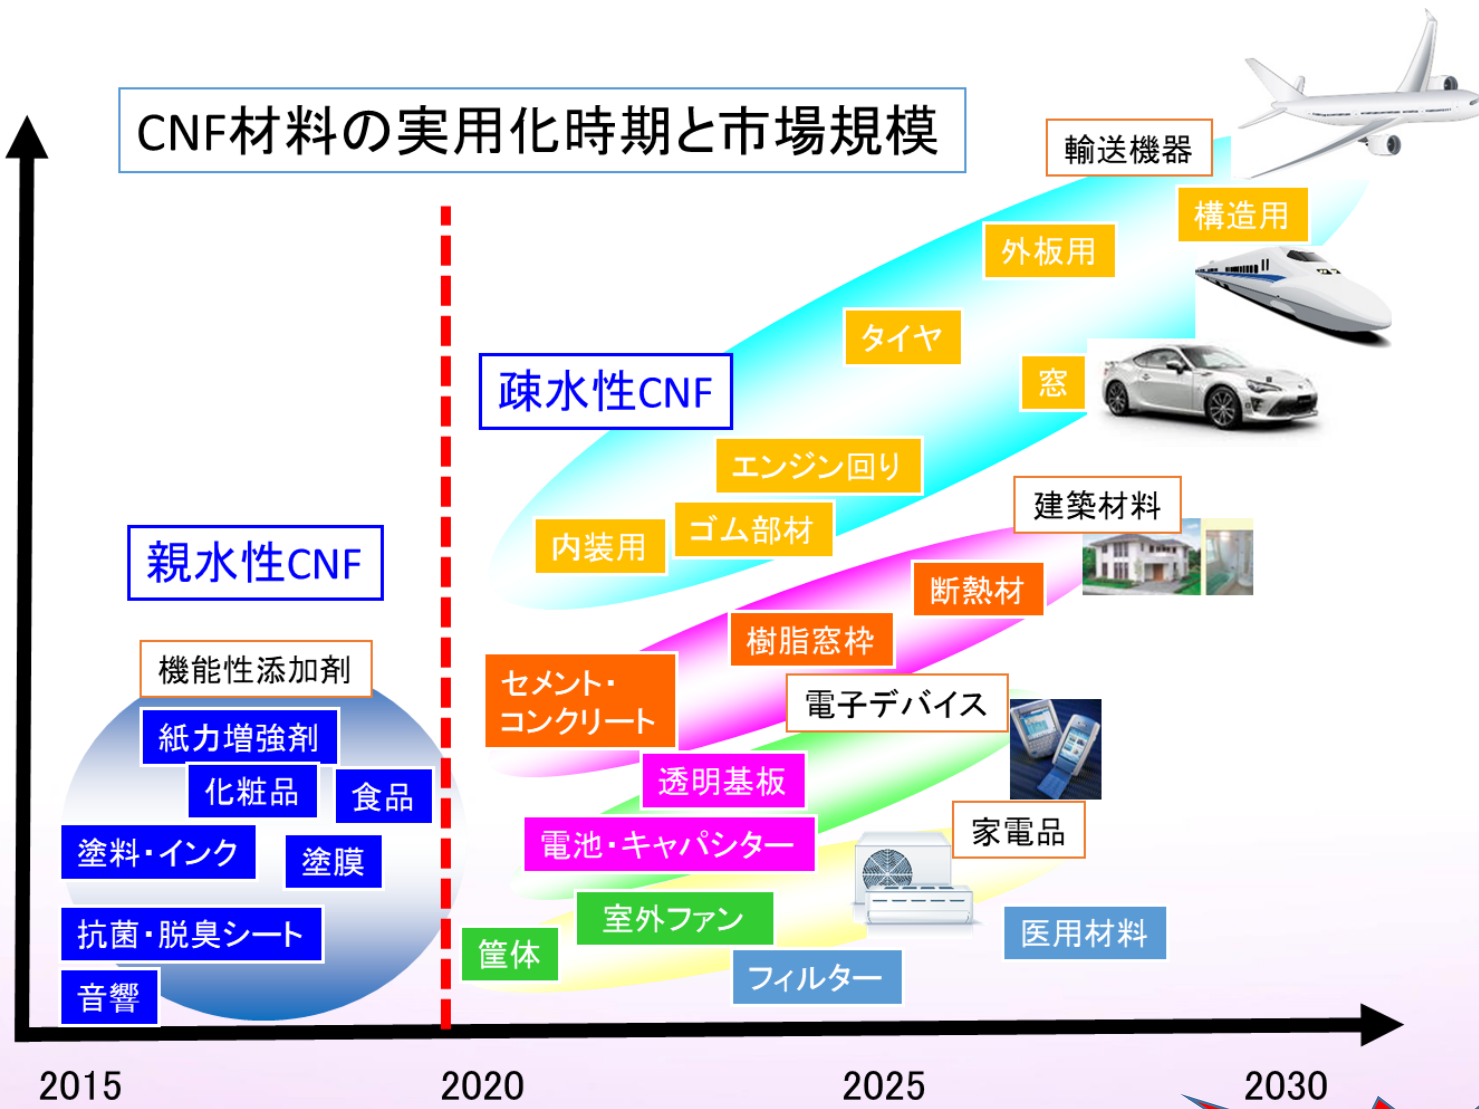 CNF材料の実用化時期と市場規模
輸送機器
構造用
外板用
タイヤ
窓
疎水性CNF
エンジン回り
ゴム部材
内装用
建築材料
断熱材
樹脂窓枠
セメント・
コンクリート
親水性CNF
機能性添加剤
紙力増強剤
化粧品
食品
塗料・インク
塗膜
抗菌・脱臭シート
音響
電子デバイス
透明基板
電池・キャパシター
家電品
室外ファン
筐体
フィルター
医用材料
2015
2020
2025
2030